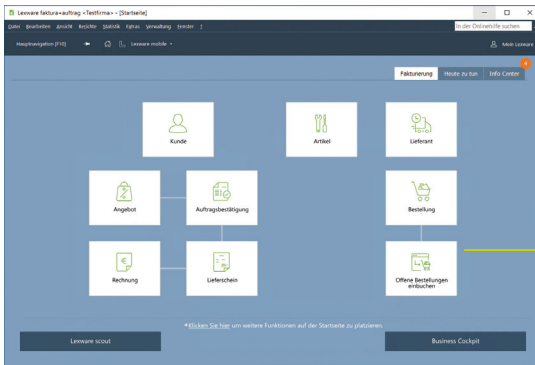 Lexware faktura+auftrag <Testfirma> - [Startseite]
Datei Bearbeiten Ansicht Berichte Statistik Extras Verwaltung Fenster ?
In der Onlinehilfe suchen
Hauptnavigation [F10] Lexware mobile Mein Lexware
4
Fakturierung Heute zu tun Info Center
Kunde Artikel Lieferant
Angebot Auftragsbestätigung Bestellung
Rechnung Lieferschein Offene Bestellungen
einbuchen
Klicken Sie hier um weitere Funktionen auf der Startseite zu platzieren.
Lexware scout Business Cockpit